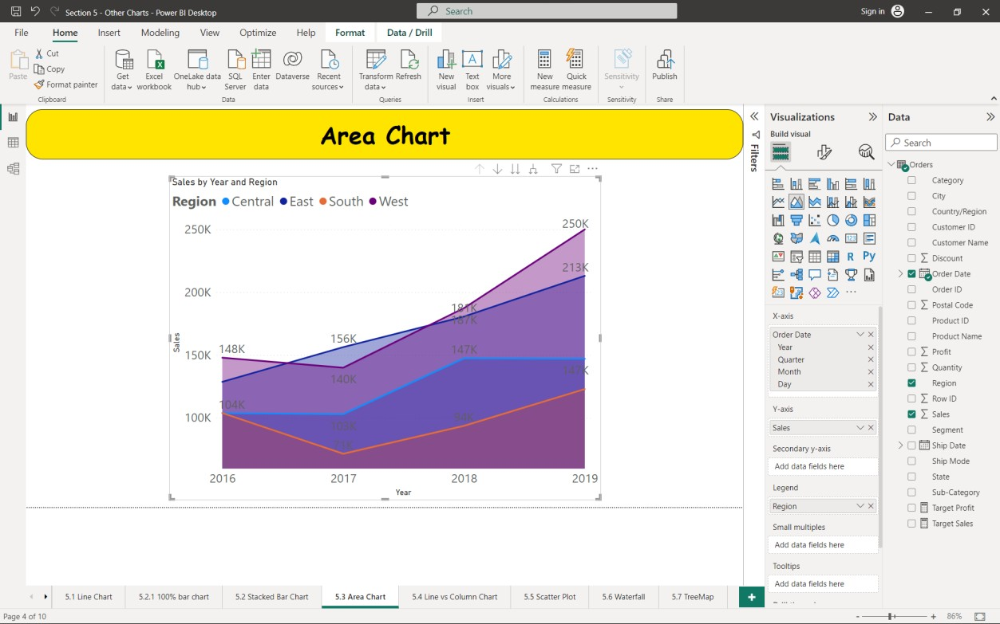 Section 5 - Other Charts - Power BI Desktop
Search
Sign in
File Home Insert Modeling View Optimize Help Format Data / Drill
Paste
Cut
Copy
Format painter
Clipboard
Get data
Excel workbook
OneLake data hub
SQL Server
Enter data
Dataverse
Recent sources
Data
Transform data
Refresh
Queries
New visual
Text box
More visuals
Insert
New measure
Quick measure
Calculations
Sensitivity
Sensitivity
Publish
Share
Area Chart
Sales by Year and Region
Region Central East South West
250K
200K
150K
100K
Sales
148K
104K
156K
140K
181K
187K
147K
250K
213K
147K
2016 2017 2018 2019
Year
Filters
Visualizations
Build visual
R Py
X-axis
Order Date
Year
Quarter
Month
Day
Y-axis
Sales
Secondary y-axis
Add data fields here
Legend
Region
Small multiples
Add data fields here
Tooltips
Add data fields here
Data
Search
Orders
Category
City
Country/Region
Customer ID
Customer Name
Discount
Order Date
Order ID
Postal Code
Product ID
Product Name
Profit
Quantity
Region
Row ID
Sales
Segment
Ship Date
Ship Mode
State
Sub-Category
Target Profit
Target Sales
5.1 Line Chart
5.2.1 100% bar chart
5.2 Stacked Bar Chart
5.3 Area Chart
5.4 Line vs Column Chart
5.5 Scatter Plot
5.6 Waterfall
5.7 TreeMap
Page 4 of 10
86%